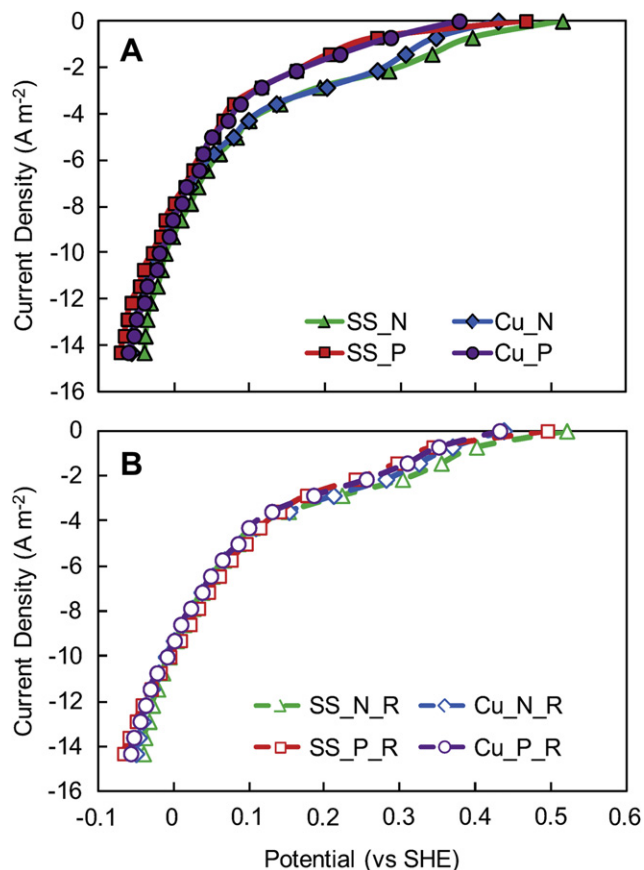 A
0
-2
-4
-6
-8
-10
-12
-14
-16
Current Density (A m-2)
SS_N
Cu_N
SS_P
Cu_P
B
0
-2
-4
-6
-8
-10
-12
-14
-16
Current Density (A m-2)
SS_N_R
Cu_N_R
SS_P_R
Cu_P_R
-0.1 0 0.1 0.2 0.3 0.4 0.5 0.6
Potential (vs SHE)